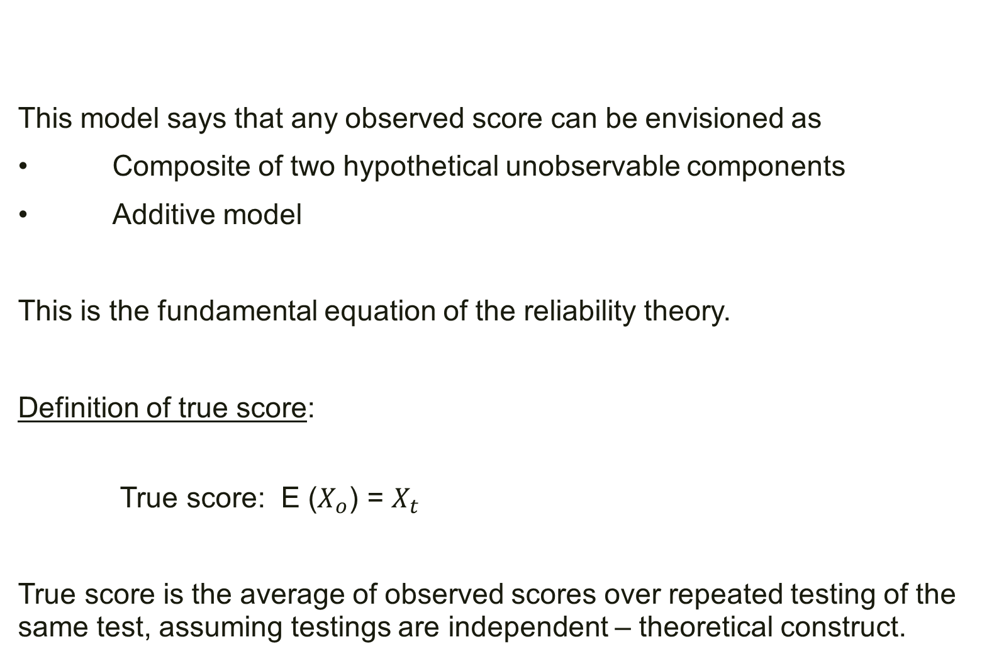 This model says that any observed score can be envisioned as
• Composite of two hypothetical unobservable components
• Additive model
This is the fundamental equation of the reliability theory.
Definition of true score:
True score: E (Xₒ) = Xₜ
True score is the average of observed scores over repeated testing of the
same test, assuming testings are independent – theoretical construct.